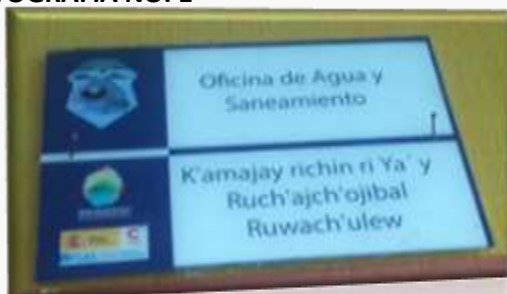 Oficina de Agua y
Saneamiento
K'amajay richin ri Ya' y
Ruch'ajch'ojibal
Ruwach'ulew